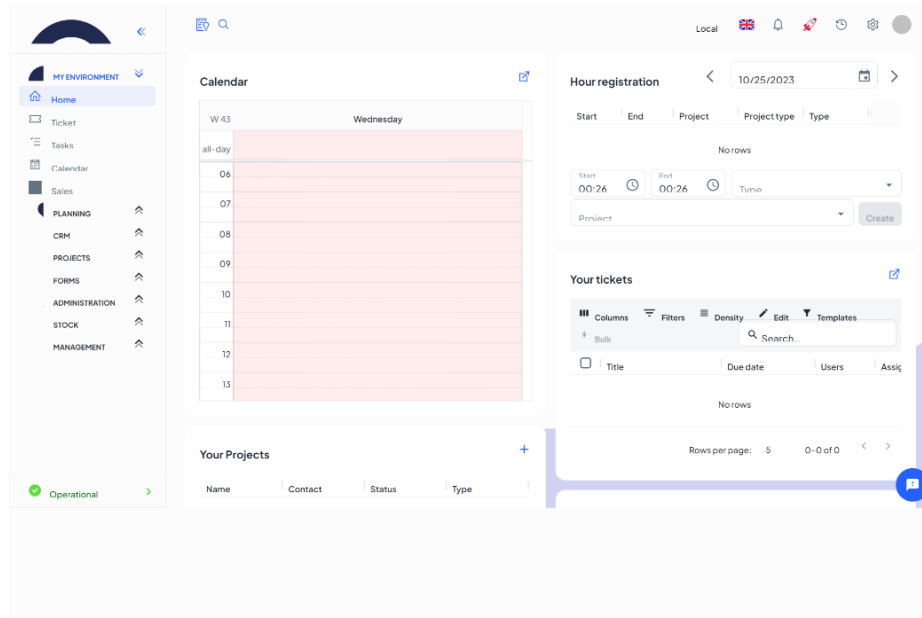 Local
MY ENVIRONMENT
Home
Ticket
Tasks
Calendar
Sales
PLANNING
CRM
PROJECTS
FORMS
ADMINISTRATION
STOCK
MANAGEMENT
Operational
Calendar
W 43 Wednesday
all-day
06
07
08
09
10
11
12
13
Your Projects
Name Contact Status Type
Hour registration
10/25/2023
Start End Project Project type Type
No rows
Start End
00:26 00:26 Type
Project Create
Your tickets
Columns Filters Density Edit Templates
Bulk Search...
Title Due date Users Assig
No rows
Rows per page: 5 0-0 of 0